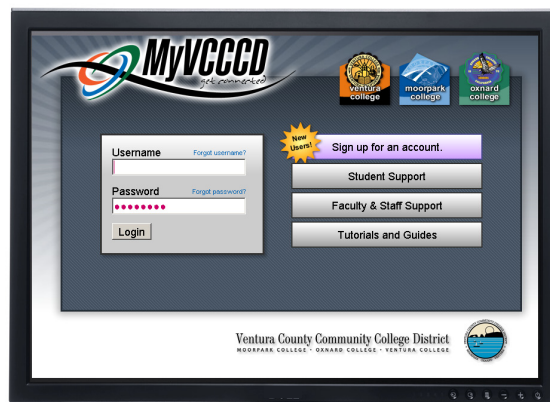 MyVCCCD
get connected
ventura
college
moorpark
college
oxnard
college
Username
Forgot username?
Password
Forgot password?
Login
New
Users!
Sign up for an account.
Student Support
Faculty & Staff Support
Tutorials and Guides
Ventura County Community College District
MOORPARK COLLEGE · OXNARD COLLEGE · VENTURA COLLEGE